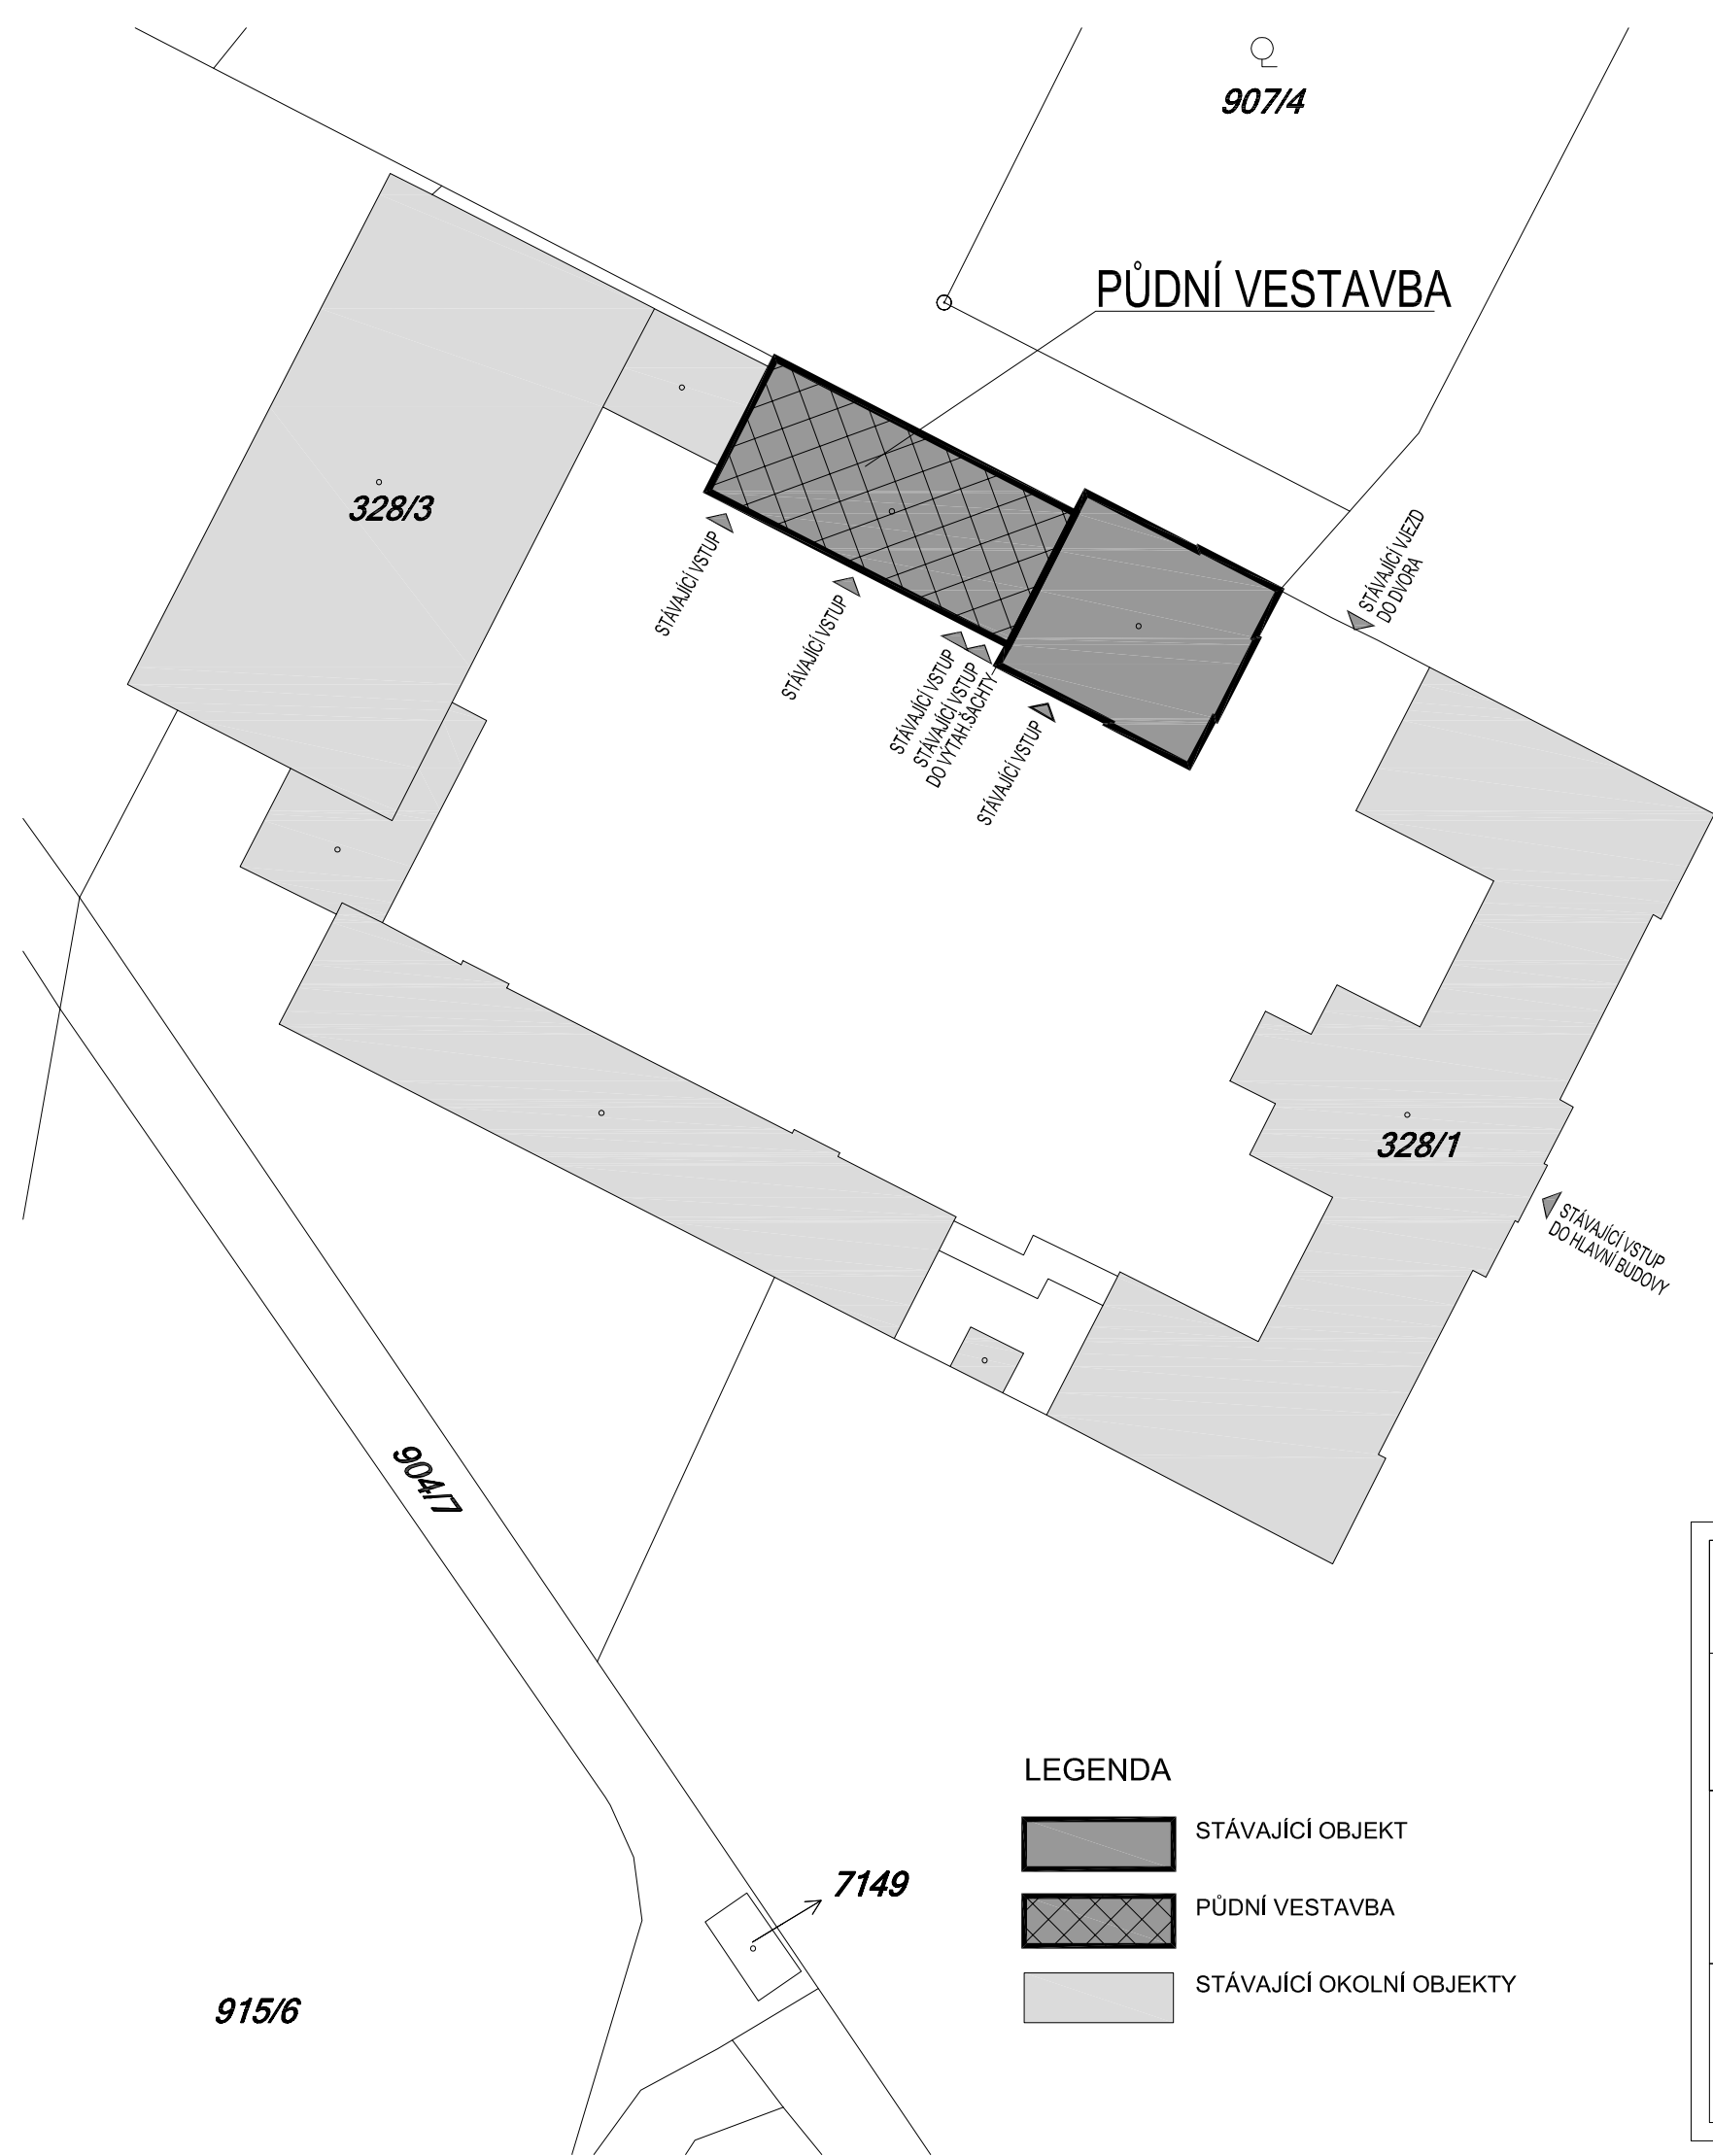 907/4
PŮDNÍ VESTAVBA
328/3
STÁVAJÍCÍ VJEZD
DO DVORA
STÁVAJÍCÍ VSTUP
STÁVAJÍCÍ VSTUP
STÁVAJÍCÍ VSTUP
STÁVAJÍCÍ VSTUP
DO VÝTAH.ŠACHTY
STÁVAJÍCÍ VSTUP
328/1
STÁVAJÍCÍ VSTUP
DO HLAVNÍ BUDOVY
904/7
LEGENDA
STÁVAJÍCÍ OBJEKT
PŮDNÍ VESTAVBA
STÁVAJÍCÍ OKOLNÍ OBJEKTY
7149
915/6